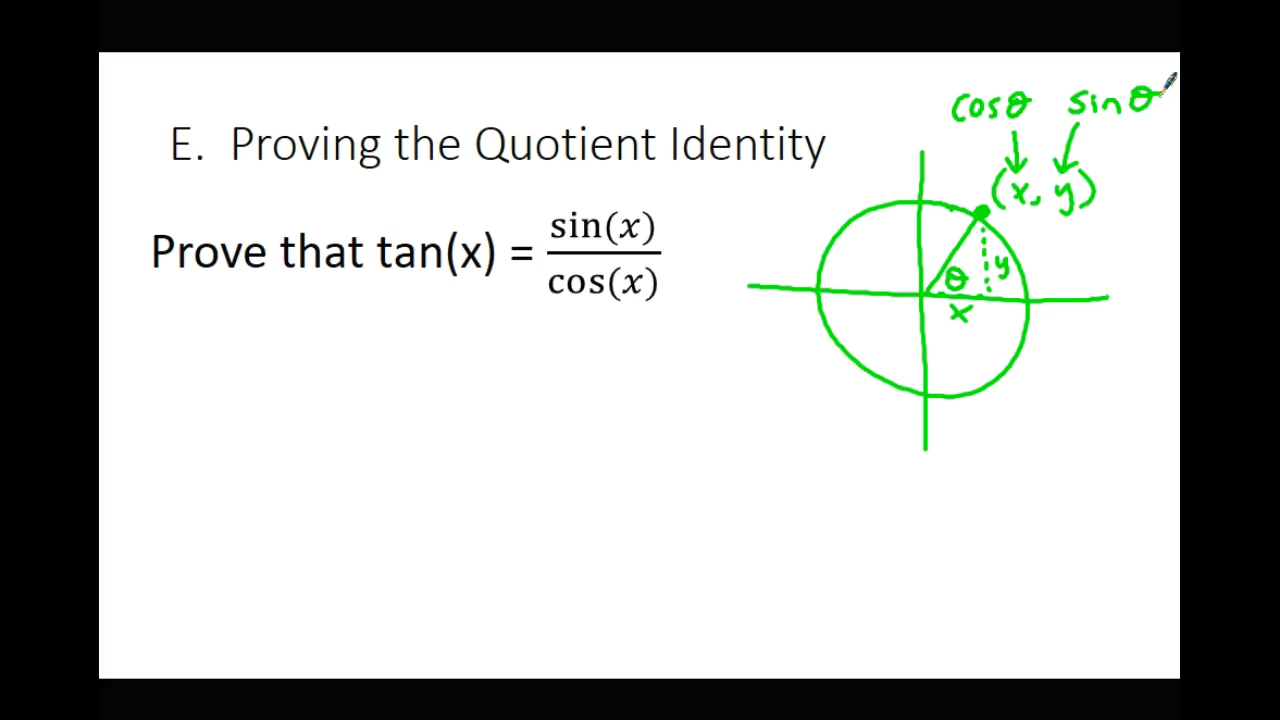 cosθ sinθ
E. Proving the Quotient Identity
(x, y)
Prove that tan(x) = sin(x)/cos(x)
θ y
x